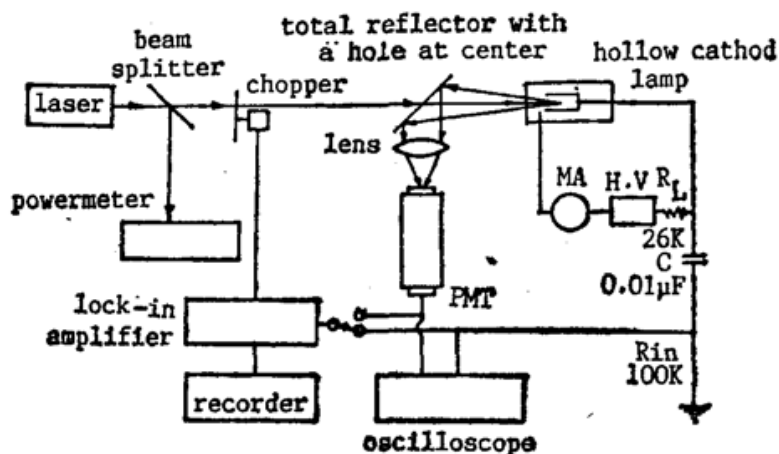 total reflector with
a hole at center
beam
splitter
chopper
hollow cathod
lamp
laser
lens
MA
H.V
R_L
powermeter
26K
C
0.01μF
PMT
lock-in
amplifier
Rin
100K
recorder
oscilloscope